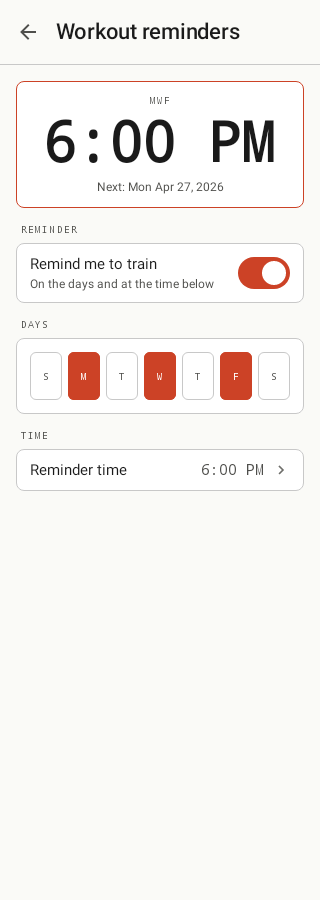 Workout reminders
MWF
6:00 PM
Next: Mon Apr 27, 2026
REMINDER
Remind me to train
On the days and at the time below
DAYS
S M T W T F S
TIME
Reminder time 6:00 PM